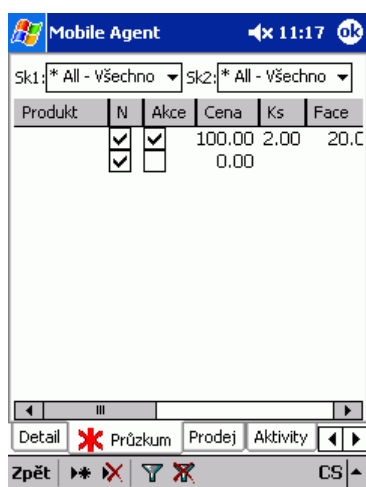 Mobile Agent 11:17 ok
Sk1: * All - Všechno Sk2: * All - Všechno
Produkt N Akce Cena Ks Face
100.00 2.00 20.0
0.00
Detail Průzkum Prodej Aktivity
Zpět CS